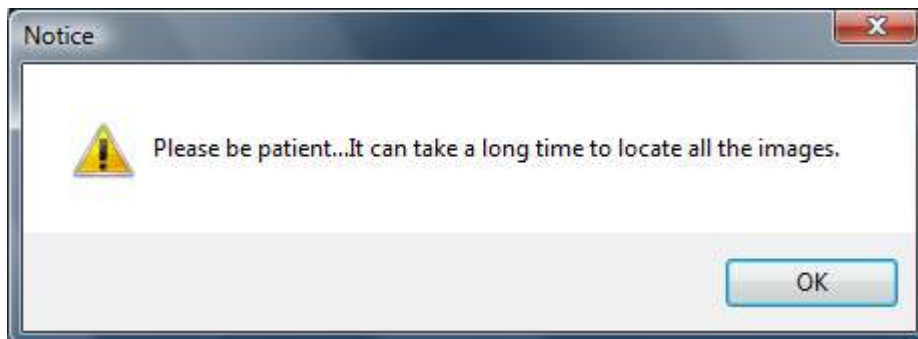 Notice
Please be patient...It can take a long time to locate all the images.
OK